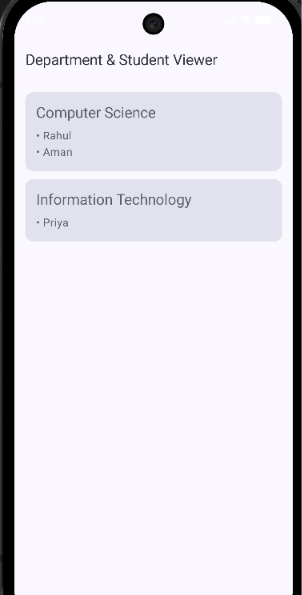 Department & Student Viewer
Computer Science
• Rahul
• Aman
Information Technology
• Priya